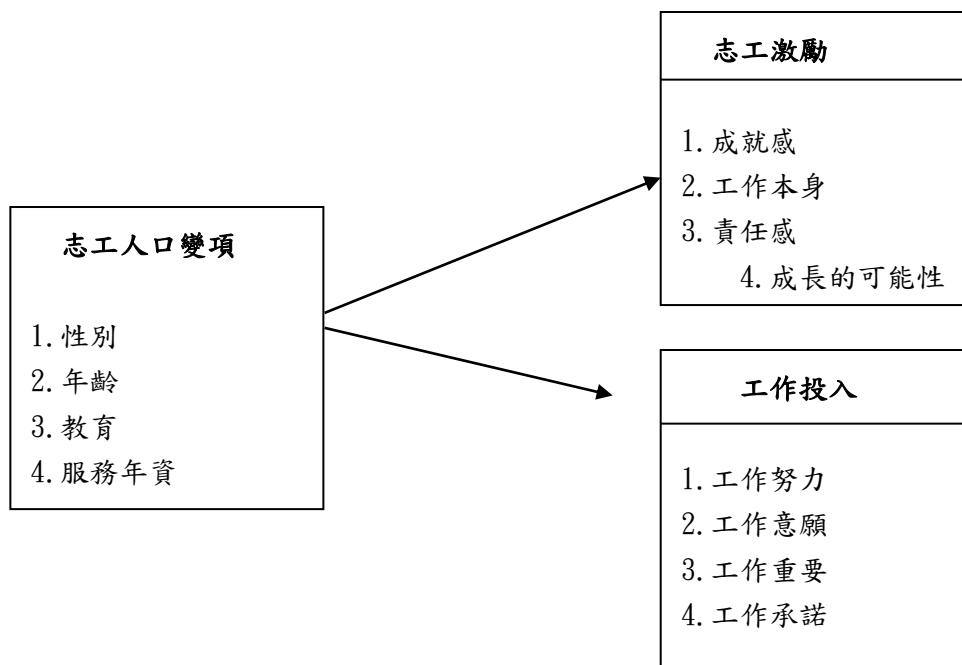 志工人口變項
1.性別
2.年齡
3.教育
4.服務年資
志工激勵
1.成就感
2.工作本身
3.責任感
4.成長的可能性
工作投入
1.工作努力
2.工作意願
3.工作重要
4.工作承諾